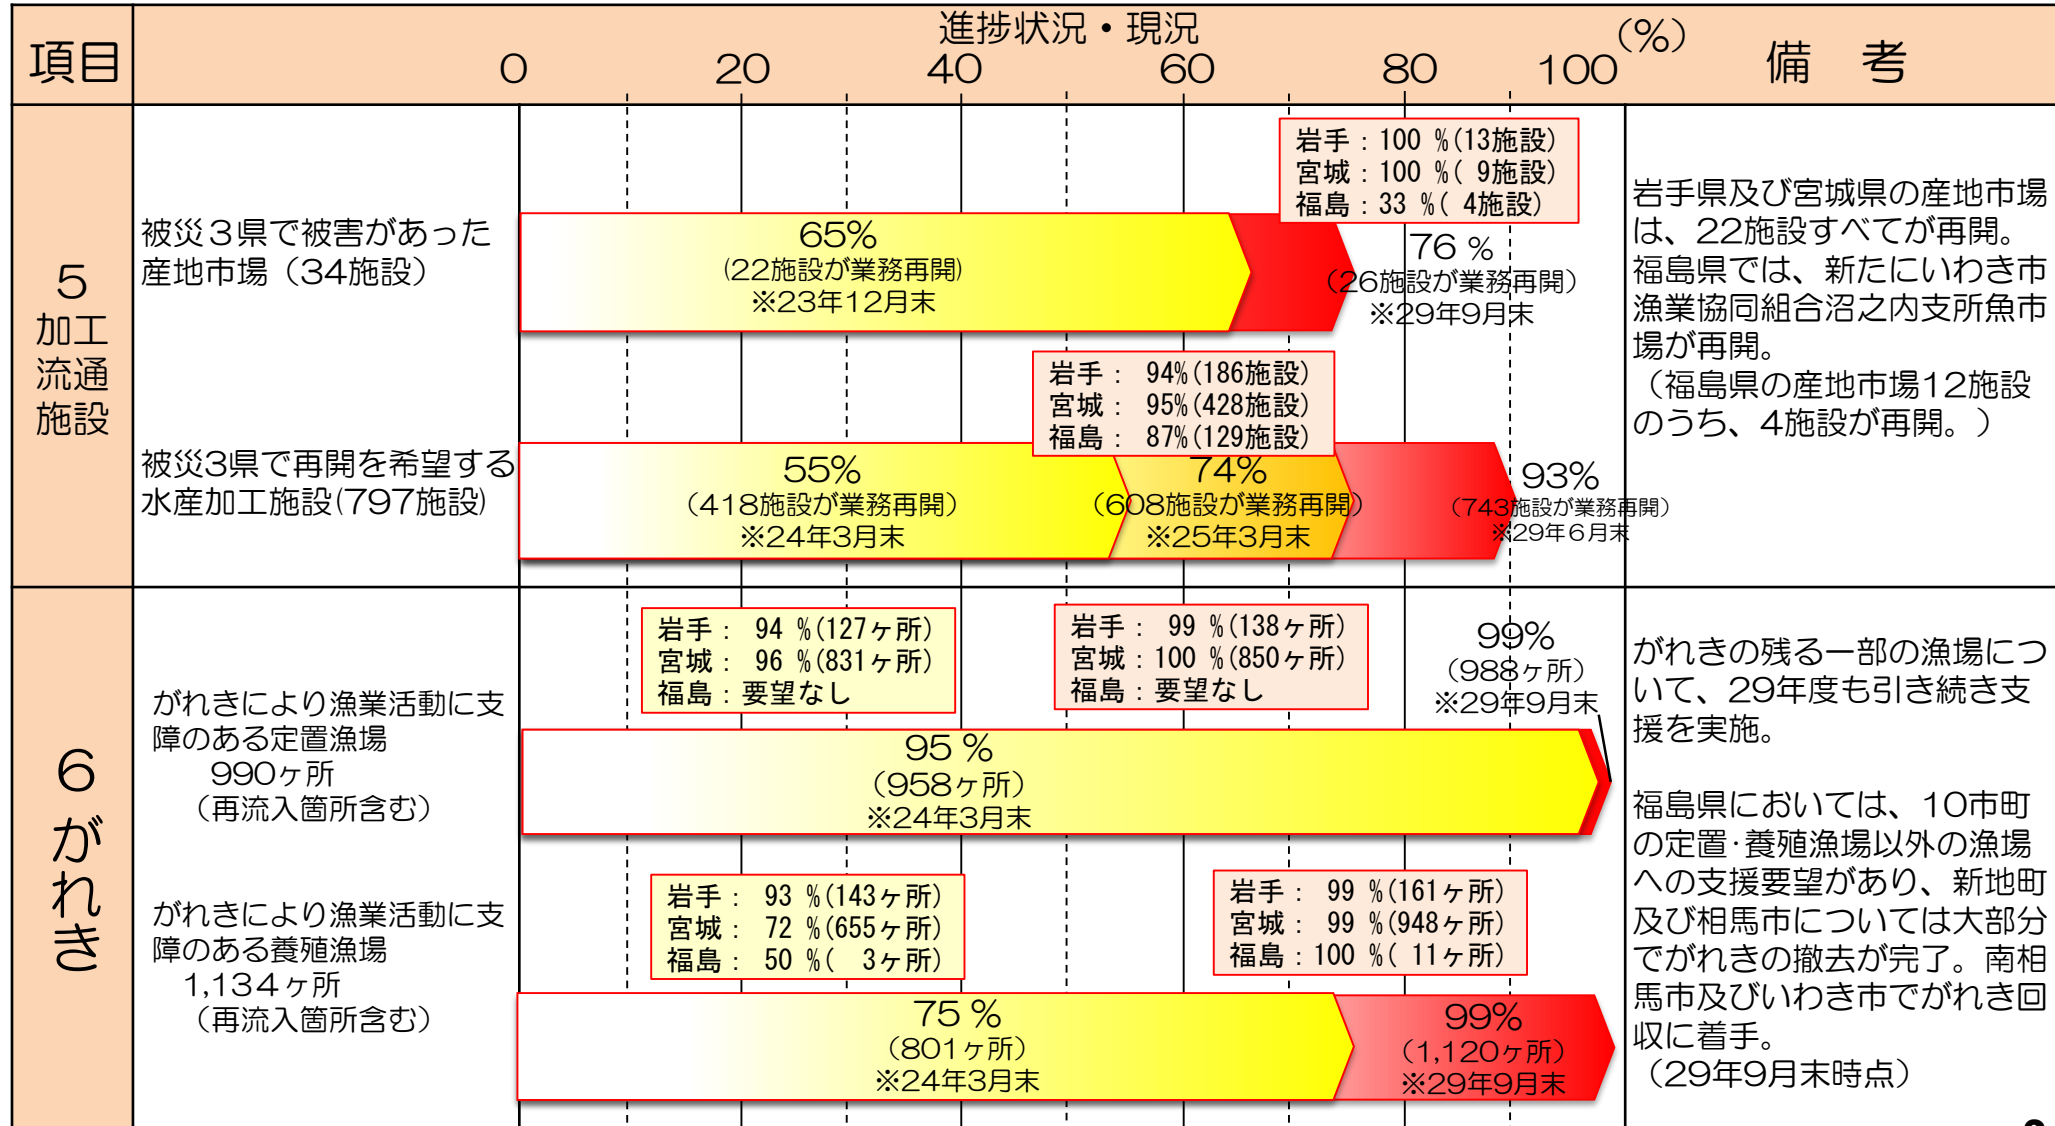 項目
進捗状況・現況
(%)
0 20 40 60 80 100
備 考
5
加工
流通
施設
被災3県で被害があった
産地市場（34施設）
65%
(22施設が業務再開)
※23年12月末
岩手：100 %(13施設)
宮城：100 %( 9施設)
福島：33 %( 4施設)
76 %
（26施設が業務再開）
※29年9月末
被災3県で再開を希望する
水産加工施設(797施設)
55%
（418施設が業務再開）
※24年3月末
岩手： 94%(186施設)
宮城： 95%(428施設)
福島： 87%(129施設)
74%
（608施設が業務再開）
※25年3月末
93%
（743施設が業務再開）
※29年6月末
岩手県及び宮城県の産地市場
は、22施設すべてが再開。
福島県では、新たにいわき市
漁業協同組合沼之内支所魚市
場が再開。
（福島県の産地市場12施設
のうち、4施設が再開。）
6
がれき
がれきにより漁業活動に支
障のある定置漁場
990ヶ所
（再流入箇所含む）
岩手： 94 %(127ヶ所)
宮城： 96 %(831ヶ所)
福島：要望なし
岩手： 99 %(138ヶ所)
宮城：100 %(850ヶ所)
福島：要望なし
99%
(988ヶ所)
※29年9月末
95 %
（958ヶ所）
※24年3月末
がれきにより漁業活動に支
障のある養殖漁場
1,134ヶ所
（再流入箇所含む）
岩手： 93 %(143ヶ所)
宮城： 72 %(655ヶ所)
福島： 50 %( 3ヶ所)
岩手： 99 %(161ヶ所)
宮城： 99 %(948ヶ所)
福島：100 %( 11ヶ所)
75 %
（801ヶ所）
※24年3月末
99%
（1,120ヶ所）
※29年9月末
がれきの残る一部の漁場につ
いて、29年度も引き続き支
援を実施。
福島県においては、10市町
の定置･養殖漁場以外の漁場
への支援要望があり、新地町
及び相馬市については大部分
でがれきの撤去が完了。南相
馬市及びいわき市でがれき回
収に着手。
（29年9月末時点）